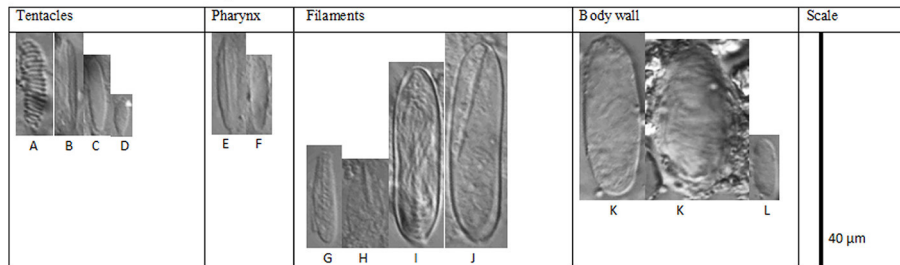 Tentacles Pharynx Filaments Body wall Scale
A B C D E F G H I J K K L
40 µm